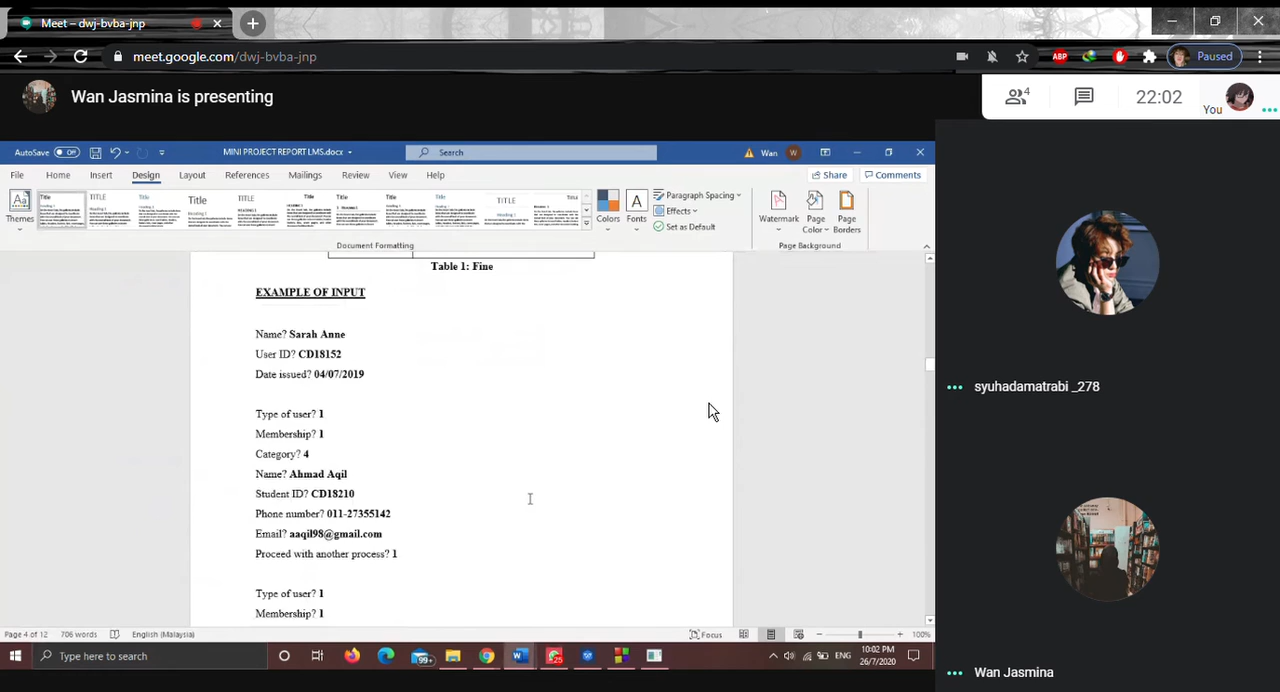 Meet – dwj-bvba-jnp
meet.google.com/dwj-bvba-jnp
ABP
Paused
Wan Jasmina is presenting
4
22:02
You
AutoSave Off
MINI PROJECT REPORT LMS.docx
Search
Wan
W
File Home Insert Design Layout References Mailings Review View Help
Share
Comments
Themes
Colors
Fonts
Paragraph Spacing
Effects
Set as Default
Watermark
Page Color
Page Borders
Document Formatting
Page Background
Table 1: Fine
EXAMPLE OF INPUT
Name? Sarah Anne
User ID? CD18152
Date issued? 04/07/2019
Type of user? 1
Membership? 1
Category? 4
Name? Ahmad Aqil
Student ID? CD18210
Phone number? 011-27355142
Email? aaqil98@gmail.com
Proceed with another process? 1
Type of user? 1
Membership? 1
syuhadamatrabi _278
Wan Jasmina
Page 4 of 12 706 words English (Malaysia)
Focus
100%
Type here to search
99+
25
ENG
10:02 PM
26/7/2020